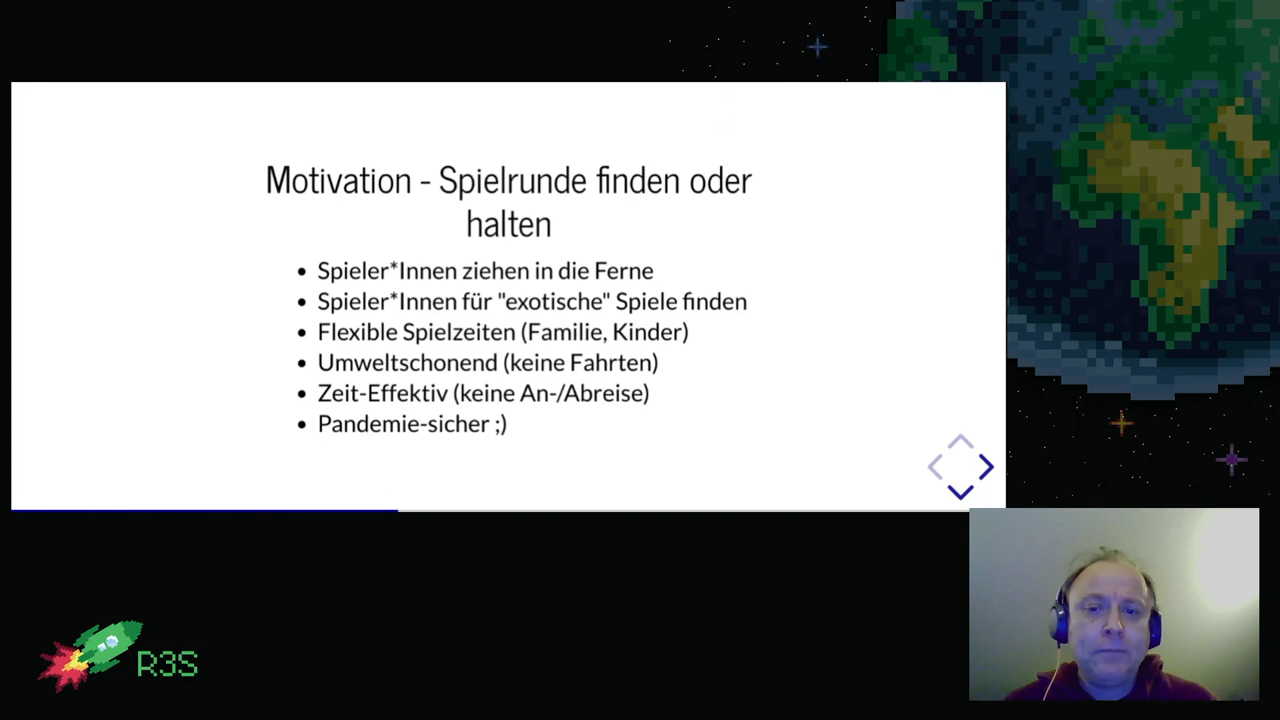 Motivation - Spielrunde finden oder
halten
• Spieler*Innen ziehen in die Ferne
• Spieler*Innen für "exotische" Spiele finden
• Flexible Spielzeiten (Familie, Kinder)
• Umweltschonend (keine Fahrten)
• Zeit-Effektiv (keine An-/Abreise)
• Pandemie-sicher ;)
R3S